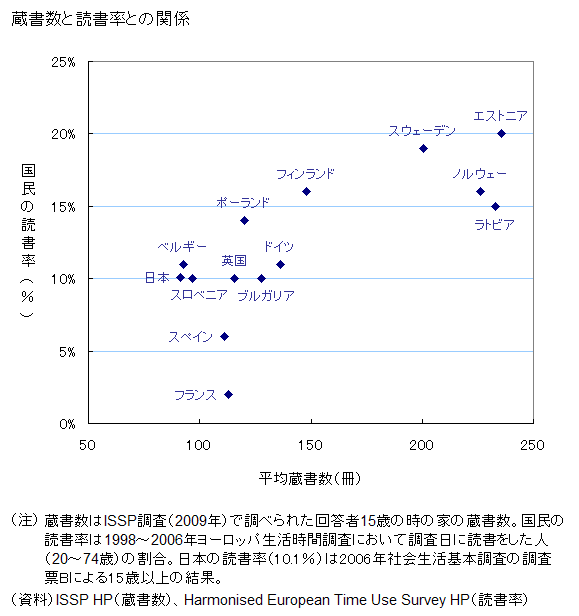 蔵書数と読書率との関係
25%
エストニア
スウェーデン
20%
フィンランド
ノルウェー
ポーランド
15%
ラトビア
国民の読書率(%)
ベルギー
英国
ドイツ
10%
日本
スロベニア
ブルガリア
スペイン
5%
フランス
0%
50 100 150 200 250
平均蔵書数(冊)
(注) 蔵書数はISSP調査(2009年)で調べられた回答者15歳の時の家の蔵書数。国民の
読書率は1998~2006年ヨーロッパ生活時間調査において調査日に読書をした人
(20~74歳)の割合。日本の読書率(10.1%)は2006年社会生活基本調査の調査
票Bによる15歳以上の結果。
(資料)ISSP HP(蔵書数)、Harmonised European Time Use Survey HP(読書率)